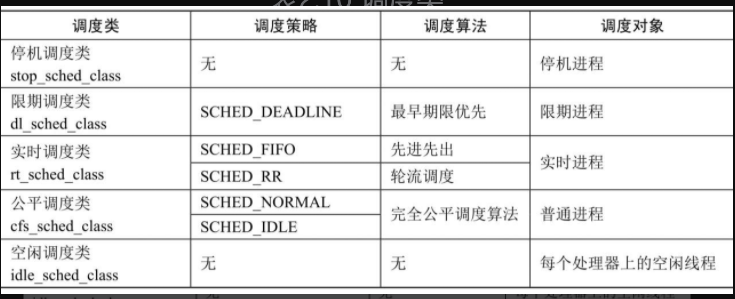 调度类 调度策略 调度算法 调度对象
停机调度类
stop_sched_class
无 无 停机进程
限期调度类
dl_sched_class
SCHED_DEADLINE 最早期限优先 限期进程
实时调度类
rt_sched_class
SCHED_FIFO 先进先出
SCHED_RR 轮流调度
实时进程
公平调度类
cfs_sched_class
SCHED_NORMAL
SCHED_IDLE
完全公平调度算法 普通进程
空闲调度类
idle_sched_class
无 无 每个处理器上的空闲线程